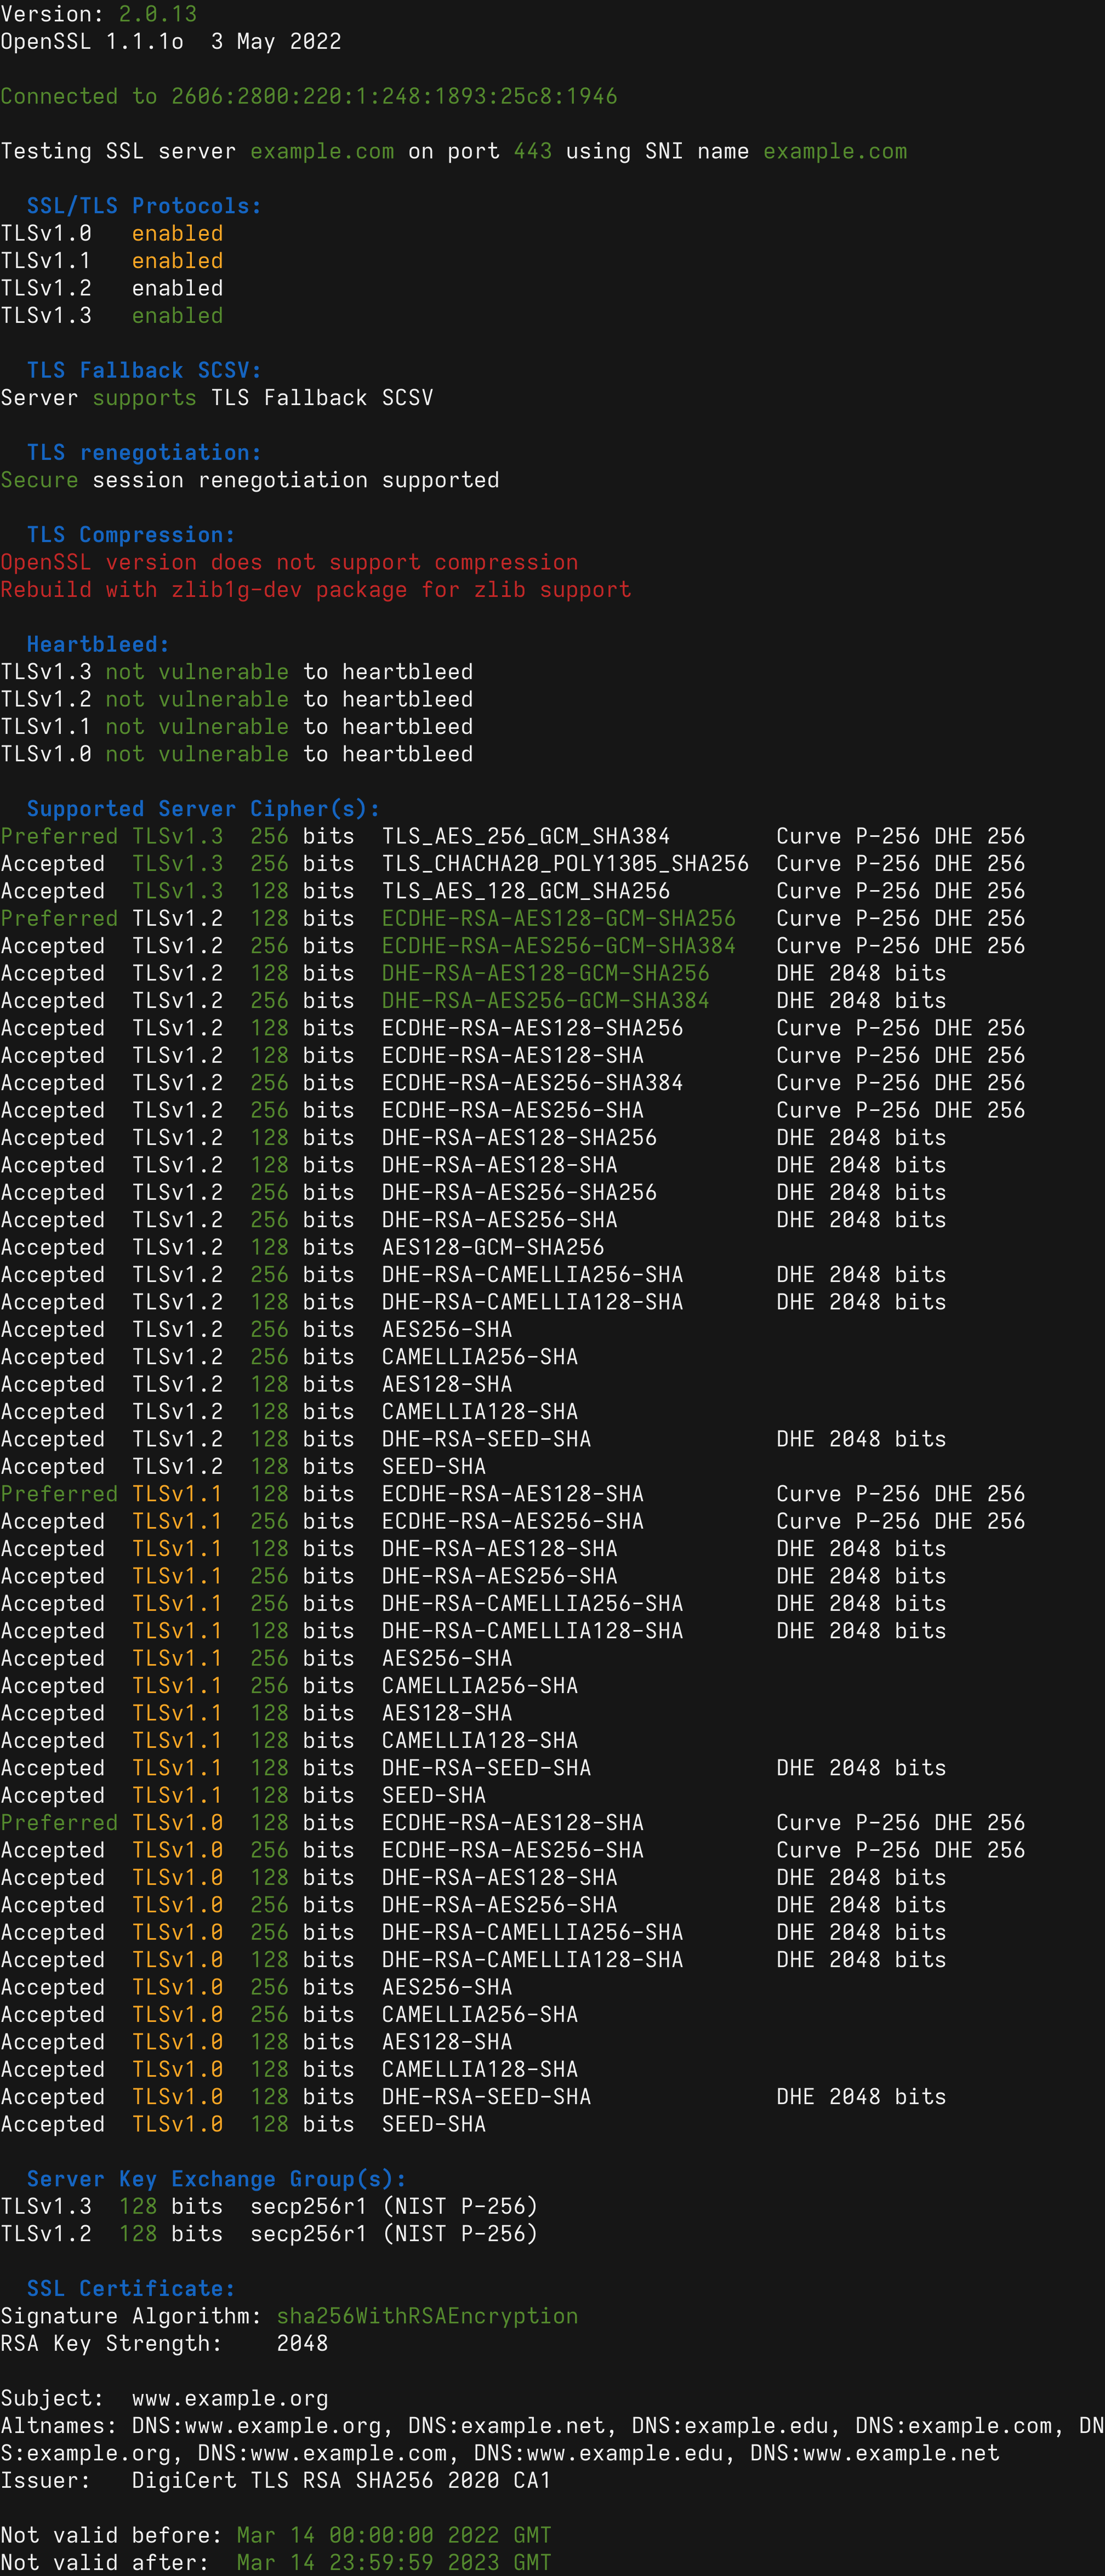 Version: 2.0.13
OpenSSL 1.1.1o  3 May 2022

Connected to 2606:2800:220:1:248:1893:25c8:1946

Testing SSL server example.com on port 443 using SNI name example.com

  SSL/TLS Protocols:
TLSv1.0   enabled
TLSv1.1   enabled
TLSv1.2   enabled
TLSv1.3   enabled

  TLS Fallback SCSV:
Server supports TLS Fallback SCSV

  TLS renegotiation:
Secure session renegotiation supported

  TLS Compression:
OpenSSL version does not support compression
Rebuild with zlib1g-dev package for zlib support

  Heartbleed:
TLSv1.3 not vulnerable to heartbleed
TLSv1.2 not vulnerable to heartbleed
TLSv1.1 not vulnerable to heartbleed
TLSv1.0 not vulnerable to heartbleed

  Supported Server Cipher(s):
Preferred TLSv1.3  256 bits  TLS_AES_256_GCM_SHA384        Curve P-256 DHE 256
Accepted  TLSv1.3  256 bits  TLS_CHACHA20_POLY1305_SHA256  Curve P-256 DHE 256
Accepted  TLSv1.3  128 bits  TLS_AES_128_GCM_SHA256        Curve P-256 DHE 256
Preferred TLSv1.2  128 bits  ECDHE-RSA-AES128-GCM-SHA256   Curve P-256 DHE 256
Accepted  TLSv1.2  256 bits  ECDHE-RSA-AES256-GCM-SHA384   Curve P-256 DHE 256
Accepted  TLSv1.2  128 bits  DHE-RSA-AES128-GCM-SHA256     DHE 2048 bits
Accepted  TLSv1.2  256 bits  DHE-RSA-AES256-GCM-SHA384     DHE 2048 bits
Accepted  TLSv1.2  128 bits  ECDHE-RSA-AES128-SHA256       Curve P-256 DHE 256
Accepted  TLSv1.2  128 bits  ECDHE-RSA-AES128-SHA          Curve P-256 DHE 256
Accepted  TLSv1.2  256 bits  ECDHE-RSA-AES256-SHA384       Curve P-256 DHE 256
Accepted  TLSv1.2  256 bits  ECDHE-RSA-AES256-SHA          Curve P-256 DHE 256
Accepted  TLSv1.2  128 bits  DHE-RSA-AES128-SHA256         DHE 2048 bits
Accepted  TLSv1.2  128 bits  DHE-RSA-AES128-SHA            DHE 2048 bits
Accepted  TLSv1.2  256 bits  DHE-RSA-AES256-SHA256         DHE 2048 bits
Accepted  TLSv1.2  256 bits  DHE-RSA-AES256-SHA            DHE 2048 bits
Accepted  TLSv1.2  128 bits  AES128-GCM-SHA256
Accepted  TLSv1.2  256 bits  DHE-RSA-CAMELLIA256-SHA       DHE 2048 bits
Accepted  TLSv1.2  128 bits  DHE-RSA-CAMELLIA128-SHA       DHE 2048 bits
Accepted  TLSv1.2  256 bits  AES256-SHA
Accepted  TLSv1.2  256 bits  CAMELLIA256-SHA
Accepted  TLSv1.2  128 bits  AES128-SHA
Accepted  TLSv1.2  128 bits  CAMELLIA128-SHA
Accepted  TLSv1.2  128 bits  DHE-RSA-SEED-SHA              DHE 2048 bits
Accepted  TLSv1.2  128 bits  SEED-SHA
Preferred TLSv1.1  128 bits  ECDHE-RSA-AES128-SHA          Curve P-256 DHE 256
Accepted  TLSv1.1  256 bits  ECDHE-RSA-AES256-SHA          Curve P-256 DHE 256
Accepted  TLSv1.1  128 bits  DHE-RSA-AES128-SHA            DHE 2048 bits
Accepted  TLSv1.1  256 bits  DHE-RSA-AES256-SHA            DHE 2048 bits
Accepted  TLSv1.1  256 bits  DHE-RSA-CAMELLIA256-SHA       DHE 2048 bits
Accepted  TLSv1.1  128 bits  DHE-RSA-CAMELLIA128-SHA       DHE 2048 bits
Accepted  TLSv1.1  256 bits  AES256-SHA
Accepted  TLSv1.1  256 bits  CAMELLIA256-SHA
Accepted  TLSv1.1  128 bits  AES128-SHA
Accepted  TLSv1.1  128 bits  CAMELLIA128-SHA
Accepted  TLSv1.1  128 bits  DHE-RSA-SEED-SHA              DHE 2048 bits
Accepted  TLSv1.1  128 bits  SEED-SHA
Preferred TLSv1.0  128 bits  ECDHE-RSA-AES128-SHA          Curve P-256 DHE 256
Accepted  TLSv1.0  256 bits  ECDHE-RSA-AES256-SHA          Curve P-256 DHE 256
Accepted  TLSv1.0  128 bits  DHE-RSA-AES128-SHA            DHE 2048 bits
Accepted  TLSv1.0  256 bits  DHE-RSA-AES256-SHA            DHE 2048 bits
Accepted  TLSv1.0  256 bits  DHE-RSA-CAMELLIA256-SHA       DHE 2048 bits
Accepted  TLSv1.0  128 bits  DHE-RSA-CAMELLIA128-SHA       DHE 2048 bits
Accepted  TLSv1.0  256 bits  AES256-SHA
Accepted  TLSv1.0  256 bits  CAMELLIA256-SHA
Accepted  TLSv1.0  128 bits  AES128-SHA
Accepted  TLSv1.0  128 bits  CAMELLIA128-SHA
Accepted  TLSv1.0  128 bits  DHE-RSA-SEED-SHA              DHE 2048 bits
Accepted  TLSv1.0  128 bits  SEED-SHA

  Server Key Exchange Group(s):
TLSv1.3  128 bits  secp256r1 (NIST P-256)
TLSv1.2  128 bits  secp256r1 (NIST P-256)

  SSL Certificate:
Signature Algorithm: sha256WithRSAEncryption
RSA Key Strength:    2048

Subject:  www.example.org
Altnames: DNS:www.example.org, DNS:example.net, DNS:example.edu, DNS:example.com, DN
S:example.org, DNS:www.example.com, DNS:www.example.edu, DNS:www.example.net
Issuer:   DigiCert TLS RSA SHA256 2020 CA1

Not valid before: Mar 14 00:00:00 2022 GMT
Not valid after:  Mar 14 23:59:59 2023 GMT